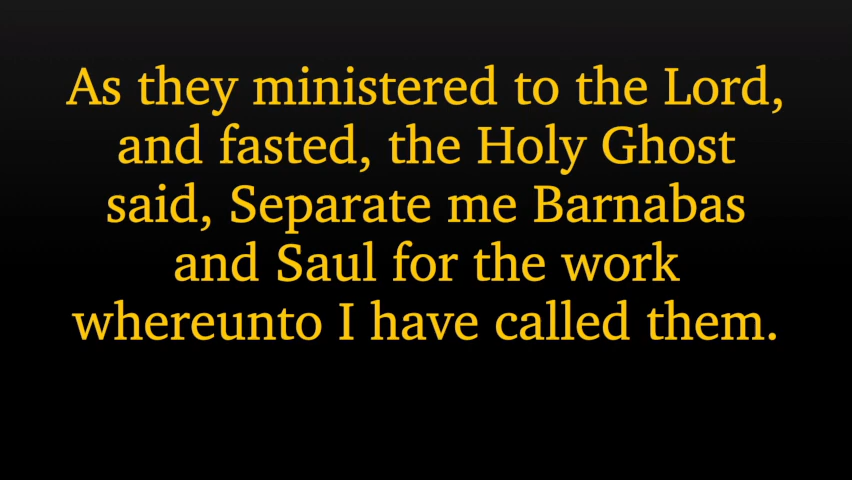 As they ministered to the Lord,
and fasted, the Holy Ghost
said, Separate me Barnabas
and Saul for the work
whereunto I have called them.